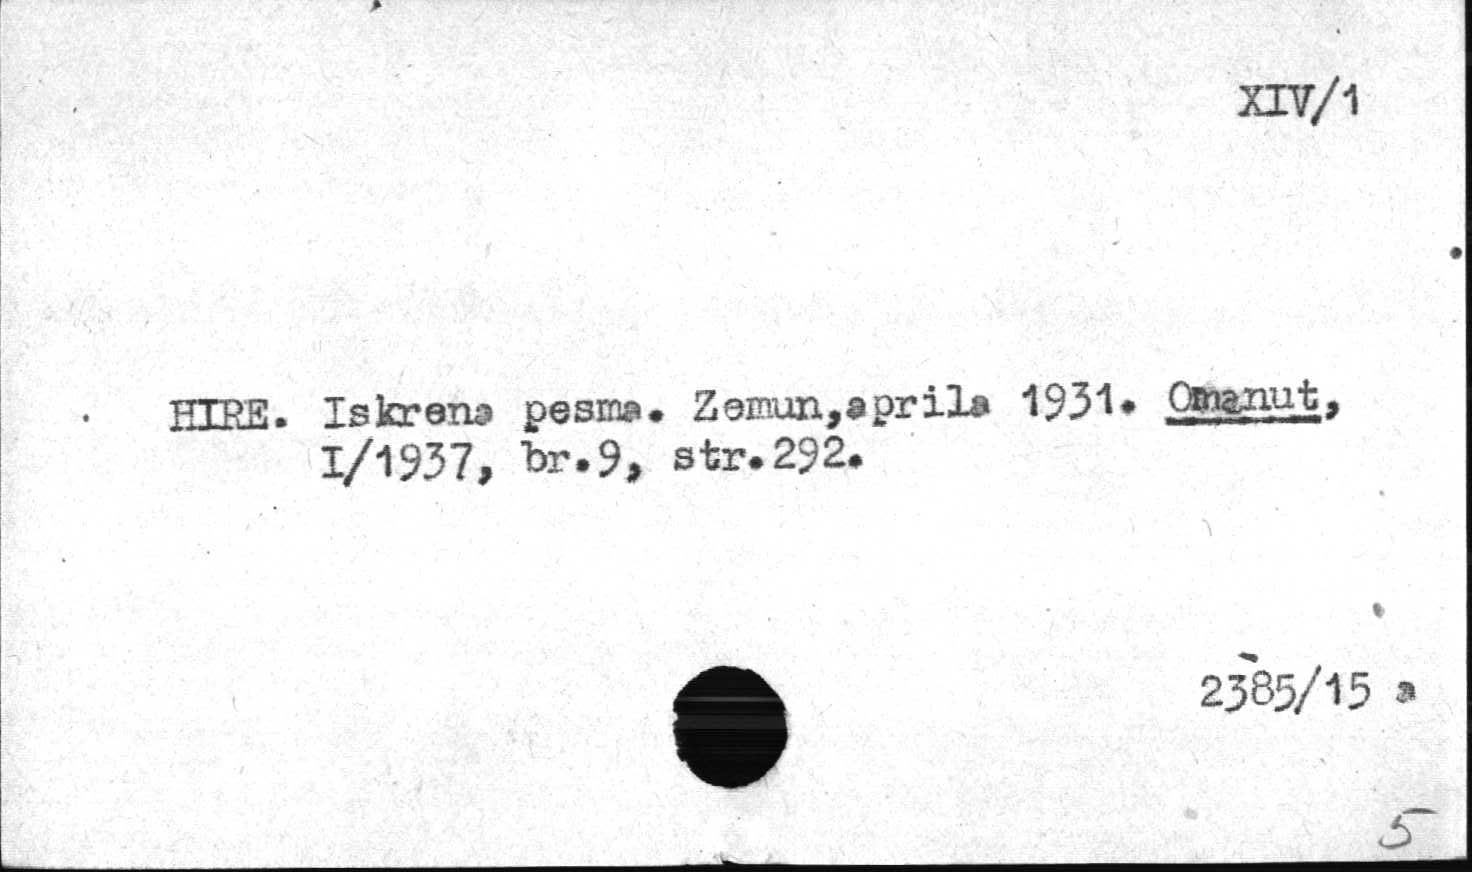 XIV/1
HIRE. Iskrena pesma. Zemun,aprila 1931. Omanut,
I/1937, br.9, str.292.
2385/15 a
5